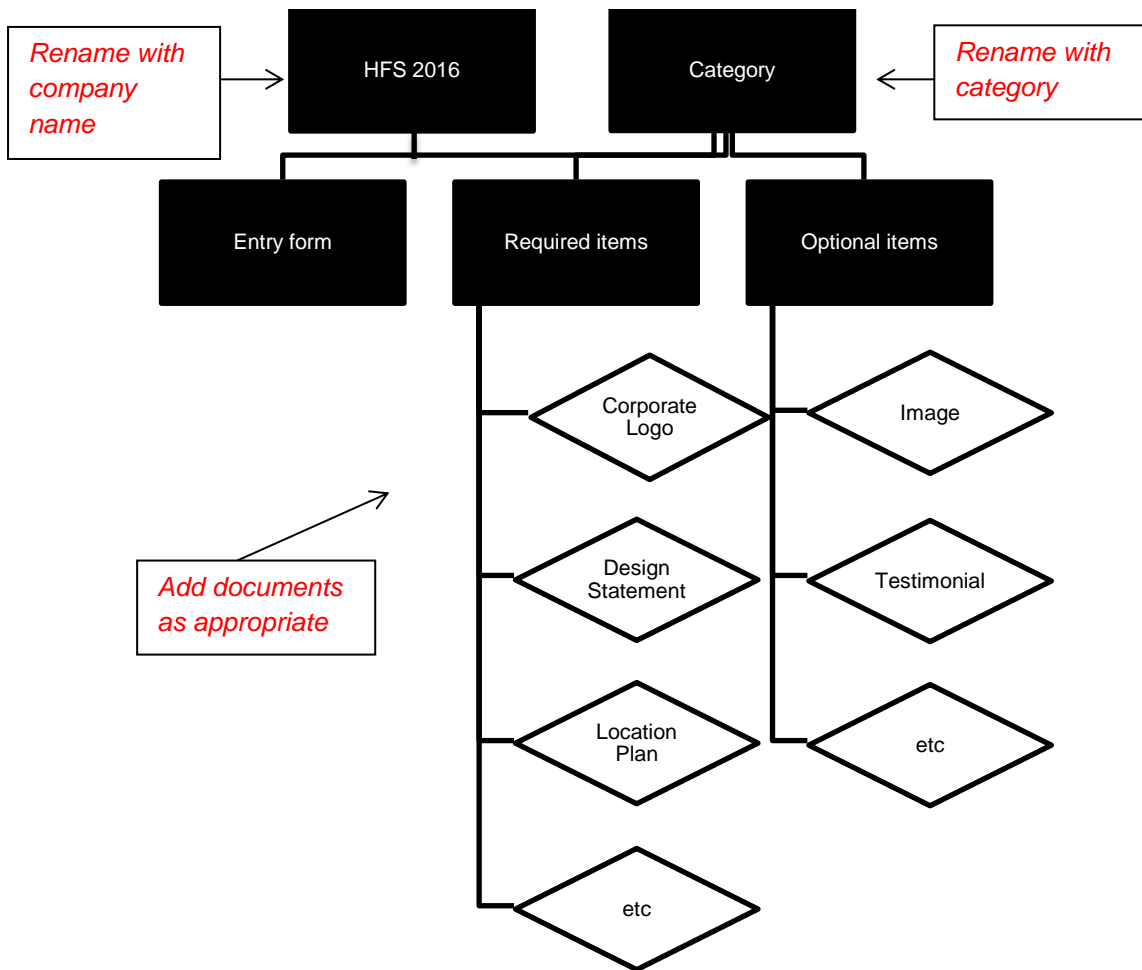 Rename with
company
name
HFS 2016
Category
Rename with
category
Entry form
Required items
Optional items
Corporate
Logo
Image
Add documents
as appropriate
Design
Statement
Testimonial
Location
Plan
etc
etc